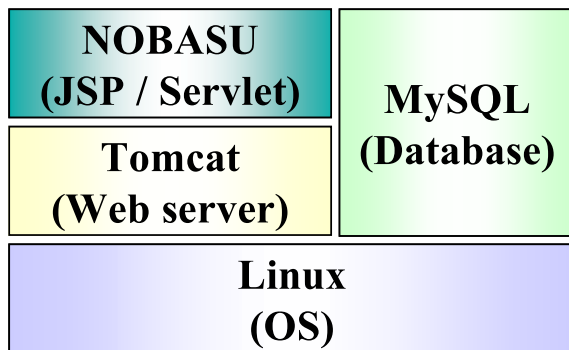 NOBASU
(JSP / Servlet)
MySQL
(Database)
Tomcat
(Web server)
Linux
(OS)